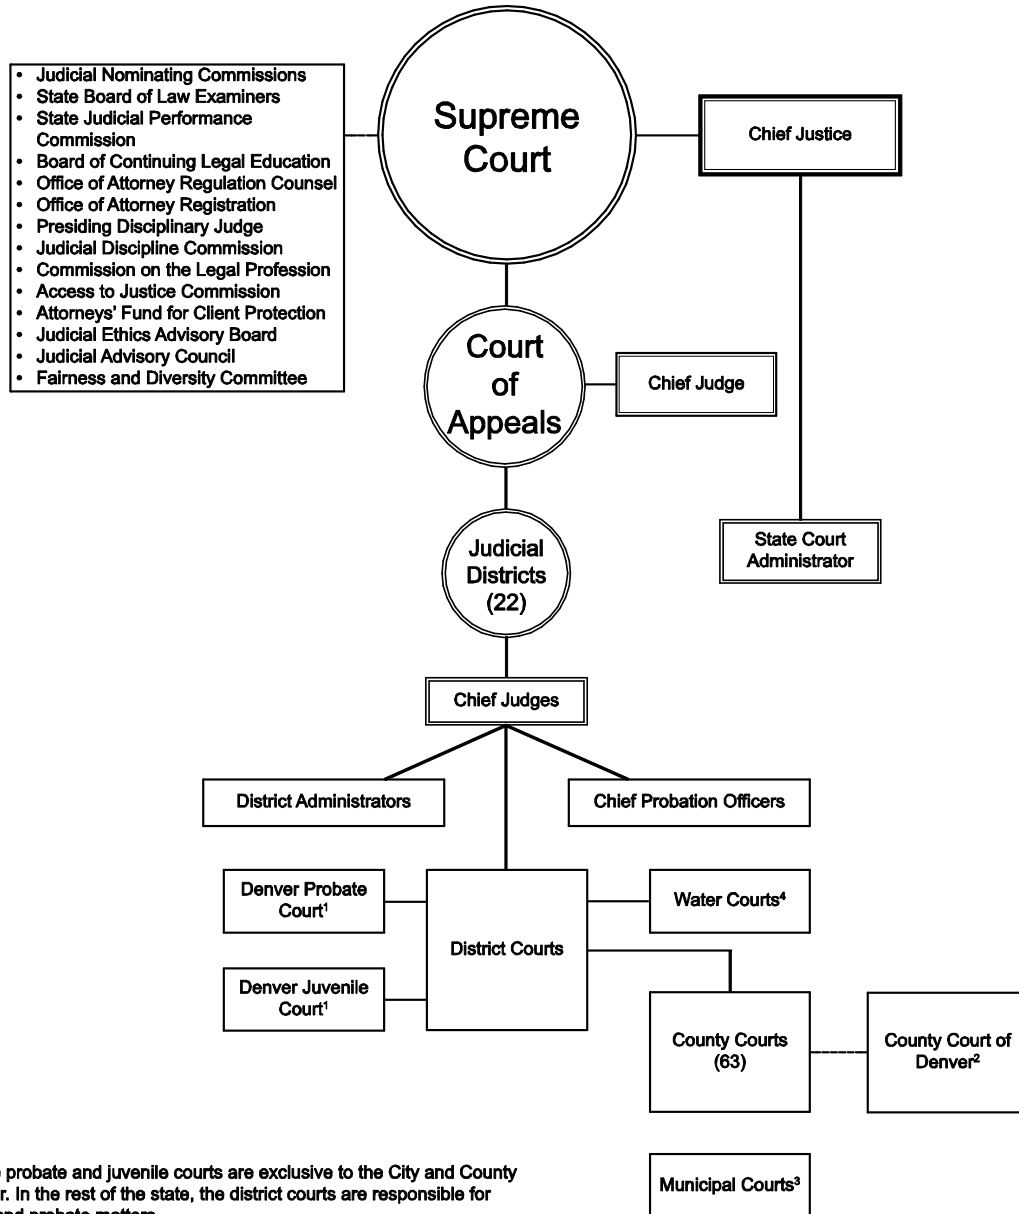 Supreme
Court
• Judicial Nominating Commissions
• State Board of Law Examiners
• State Judicial Performance
Commission
• Board of Continuing Legal Education
• Office of Attorney Regulation Counsel
• Office of Attorney Registration
• Presiding Disciplinary Judge
• Judicial Discipline Commission
• Commission on the Legal Profession
• Access to Justice Commission
• Attorneys' Fund for Client Protection
• Judicial Ethics Advisory Board
• Judicial Advisory Council
• Fairness and Diversity Committee
Chief Justice
Court
of
Appeals
Chief Judge
State Court
Administrator
Judicial
Districts
(22)
Chief Judges
District Administrators
Chief Probation Officers
Denver Probate
Court¹
District Courts
Water Courts⁴
Denver Juvenile
Court¹
County Courts
(63)
County Court of
Denver²
Municipal Courts³
probate and juvenile courts are exclusive to the City and County
r. In the rest of the state, the district courts are responsible for
and probate matters